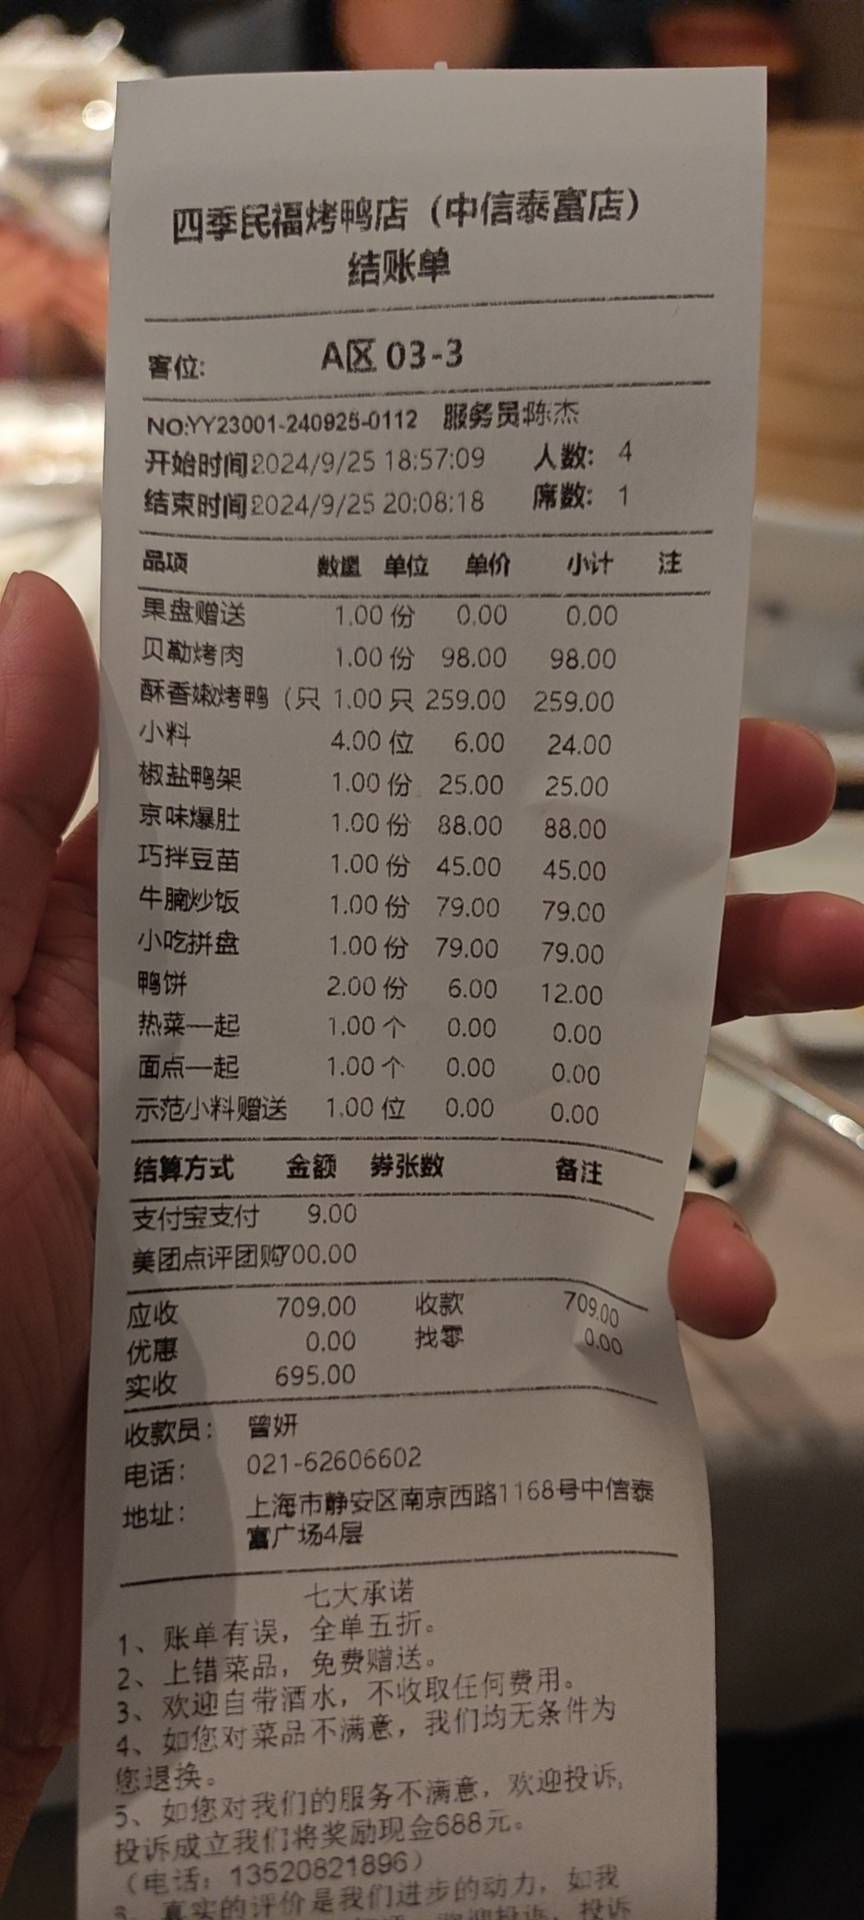 四季民福烤鸭店（中信泰富店）
结账单
客位: A区 03-3
NO:YY23001-240925-0112 服务员:陈杰
开始时间2024/9/25 18:57:09 人数: 4
结束时间2024/9/25 20:08:18 席数: 1
品项 数量 单位 单价 小计 注
果盘赠送 1.00 份 0.00 0.00
贝勒烤肉 1.00 份 98.00 98.00
酥香嫩烤鸭（只 1.00 只 259.00 259.00
小料 4.00 位 6.00 24.00
椒盐鸭架 1.00 份 25.00 25.00
京味爆肚 1.00 份 88.00 88.00
巧拌豆苗 1.00 份 45.00 45.00
牛腩炒饭 1.00 份 79.00 79.00
小吃拼盘 1.00 份 79.00 79.00
鸭饼 2.00 份 6.00 12.00
热菜一起 1.00 个 0.00 0.00
面点一起 1.00 个 0.00 0.00
示范小料赠送 1.00 位 0.00 0.00
结算方式 金额 券张数 备注
支付宝支付 9.00
美团点评团购700.00
应收 709.00 收款 709.00
优惠 0.00 找零 0.00
实收 695.00
收款员: 曾妍
电话: 021-62606602
地址: 上海市静安区南京西路1168号中信泰
富广场4层
七大承诺
1、账单有误，全单五折。
2、上错菜品，免费赠送。
3、欢迎自带酒水，不收取任何费用。
4、如您对菜品不满意，我们均无条件为
您退换。
5、如您对我们的服务不满意，欢迎投诉,
投诉成立我们将奖励现金688元。
（电话：13520821896）
6、真实的评价是我们进步的动力，如我
欢迎投诉，投诉